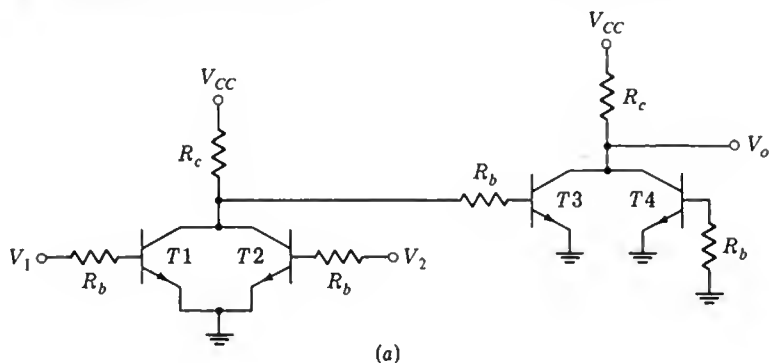 V_CC
V_CC
R_c
R_c
V_o
R_b
T3
T4
V_1
T1
T2
V_2
R_b
R_b
R_b
(a)